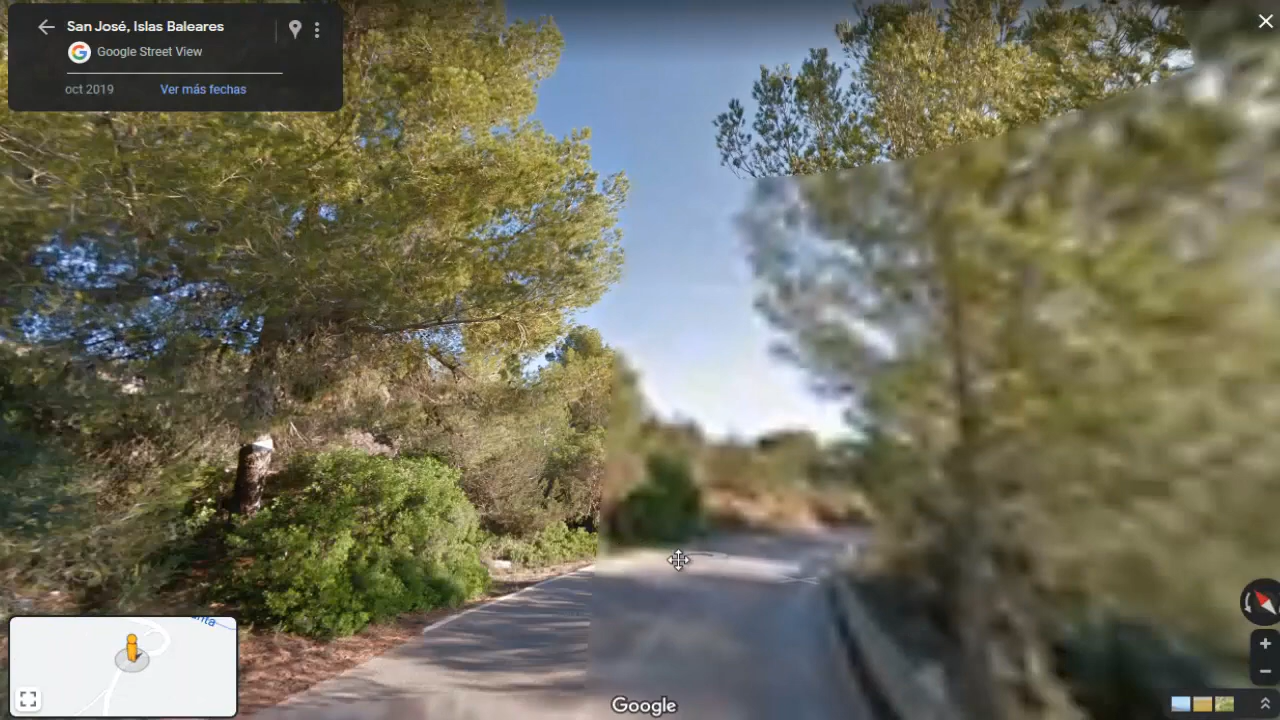 San José, Islas Baleares
Google Street View
oct 2019
Ver más fechas
Google